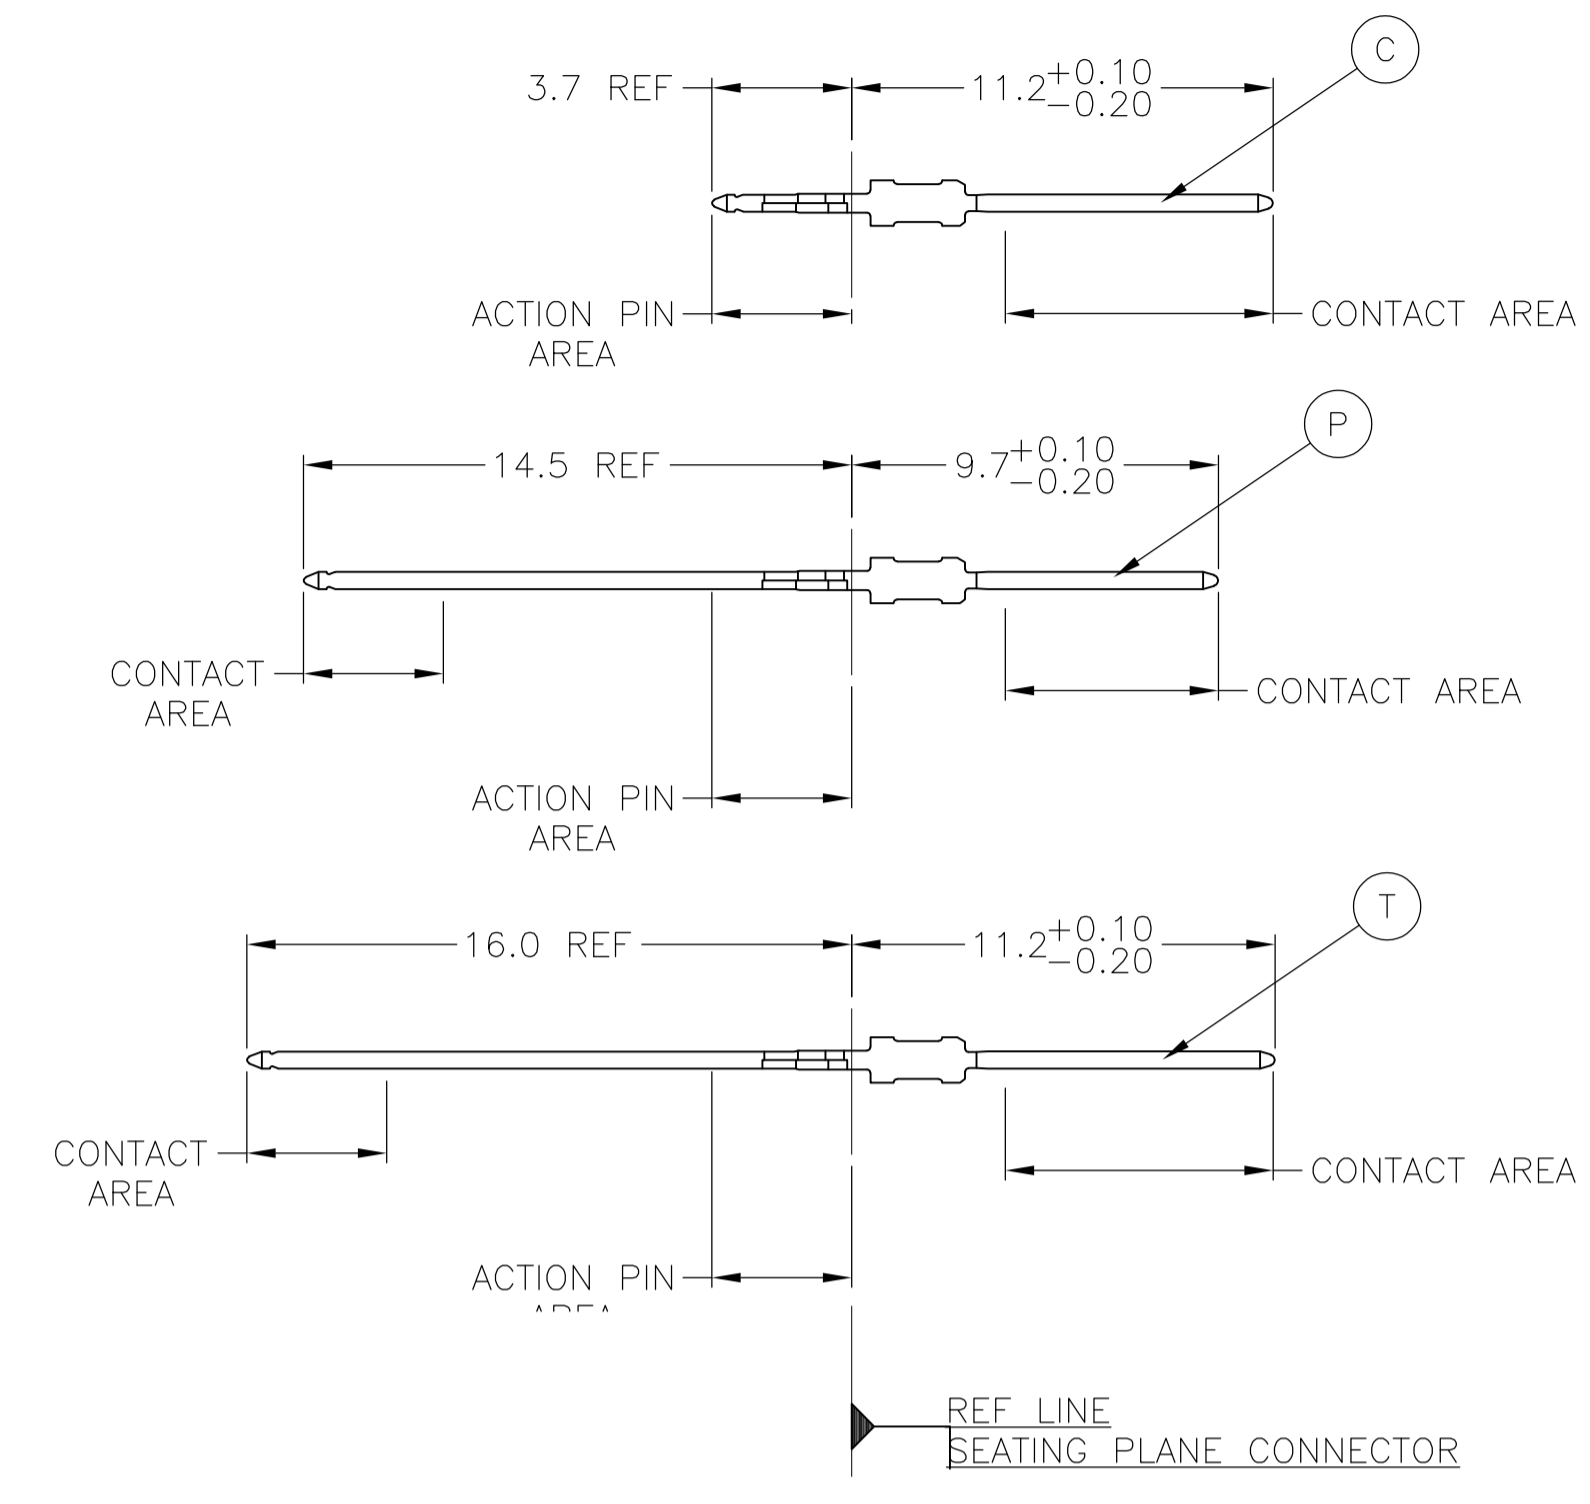 C
3.7 REF
11.2 +0.10
-0.20
ACTION PIN
AREA
CONTACT AREA
P
14.5 REF
9.7 +0.10
-0.20
CONTACT
AREA
CONTACT AREA
ACTION PIN
AREA
T
16.0 REF
11.2 +0.10
-0.20
CONTACT
AREA
CONTACT AREA
ACTION PIN
AREA
REF LINE
SEATING PLANE CONNECTOR